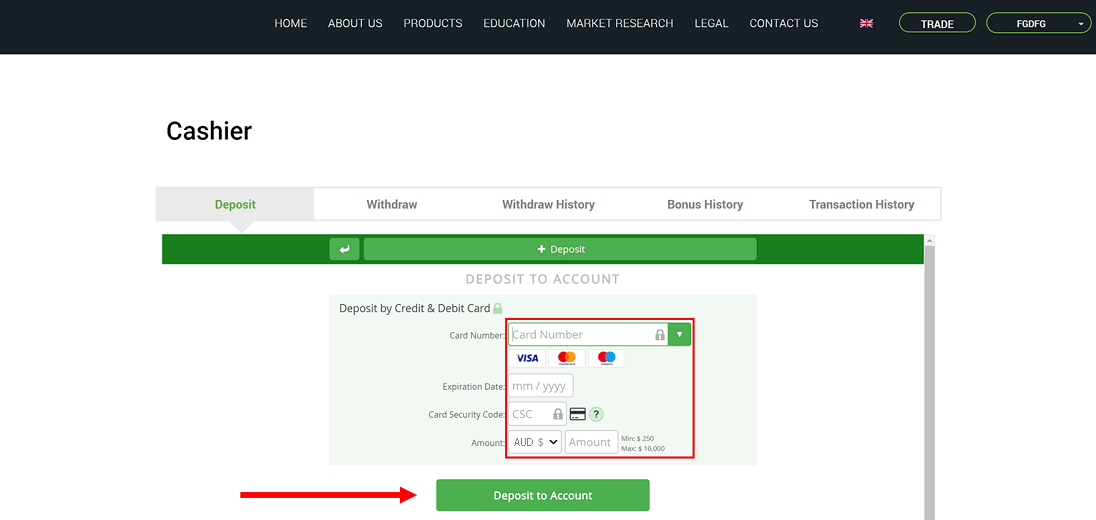 HOME ABOUT US PRODUCTS EDUCATION MARKET RESEARCH LEGAL CONTACT US TRADE FGDFG
Cashier
Deposit Withdraw Withdraw History Bonus History Transaction History
+ Deposit
DEPOSIT TO ACCOUNT
Deposit by Credit & Debit Card
Card Number: Card Number
VISA
Expiration Date: mm / yyyy
Card Security Code: CSC ?
Amount: AUD $ Amount Min: $ 250
Max: $ 10,000
Deposit to Account